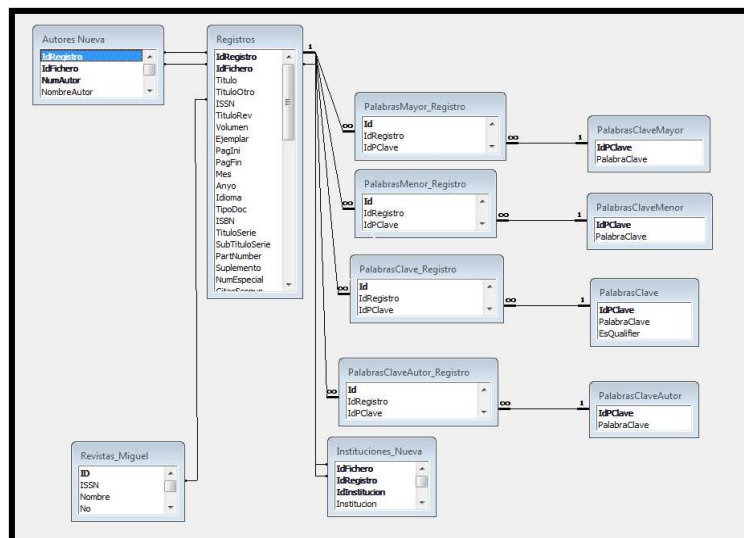 Autores Nueva
IdRegistro
IdFichero
NumAutor
NombreAutor
Registros
IdRegistro
IdFichero
Titulo
TituloOtro
ISSN
TituloRev
Volumen
Ejemplar
PagIni
PagFin
Mes
Anyo
Idioma
TipoDoc
ISBN
TituloSerie
SubTituloSerie
PartNumber
Suplemento
NumEspecial
CitasScopus
1
PalabrasMayor_Registro
Id
IdRegistro
IdPClave
∞
∞ 1
PalabrasClaveMayor
IdPClave
PalabraClave
PalabrasMenor_Registro
Id
IdRegistro
IdPClave
∞
∞ 1
PalabrasClaveMenor
IdPClave
PalabraClave
PalabrasClave_Registro
Id
IdRegistro
IdPClave
∞
∞ 1
PalabrasClave
IdPClave
PalabraClave
EsQualifier
PalabrasClaveAutor_Registro
Id
IdRegistro
IdPClave
∞
∞ 1
PalabrasClaveAutor
IdPClave
PalabraClave
Revistas_Miguel
ID
ISSN
Nombre
No
Instituciones_Nueva
IdFichero
IdRegistro
IdInstitucion
Institucion